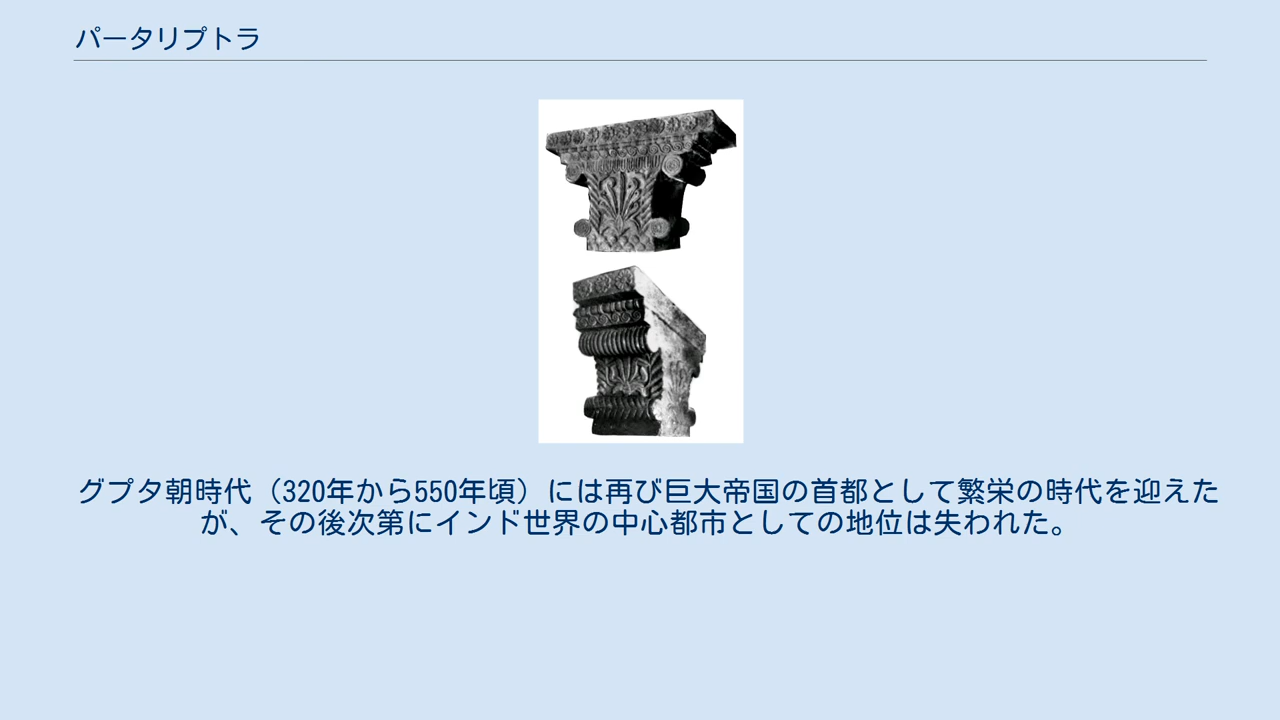 パータリプトラ
グプタ朝時代（320年から550年頃）には再び巨大帝国の首都として繁栄の時代を迎えた
が、その後次第にインド世界の中心都市としての地位は失われた。